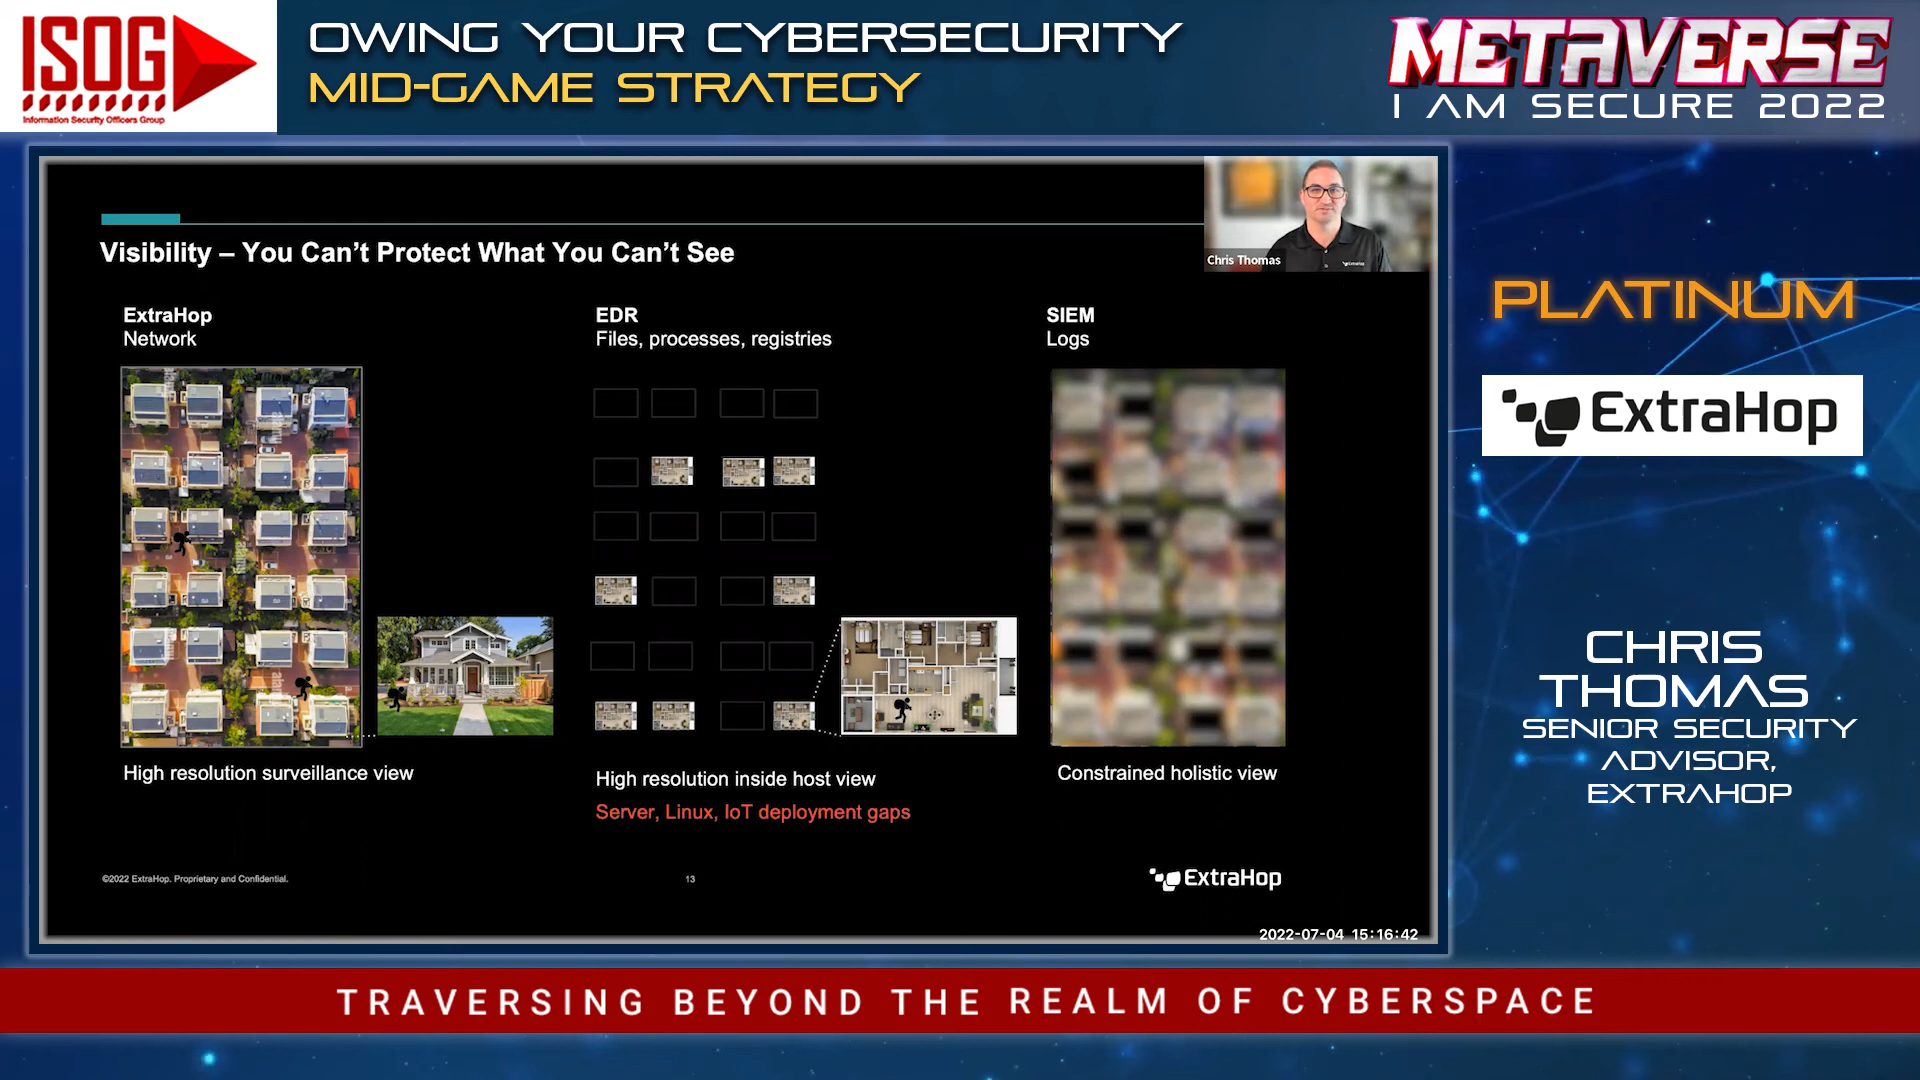 ISOG
Information Security Officers Group
OWING YOUR CYBERSECURITY
MID-GAME STRATEGY
METAVERSE
I AM SECURE 2022
Chris Thomas
Visibility – You Can’t Protect What You Can’t See
ExtraHop
Network
EDR
Files, processes, registries
SIEM
Logs
High resolution surveillance view
High resolution inside host view
Server, Linux, IoT deployment gaps
Constrained holistic view
©2022 ExtraHop. Proprietary and Confidential.
13
ExtraHop
2022-07-04 15:16:42
PLATINUM
ExtraHop
CHRIS
THOMAS
SENIOR SECURITY
ADVISOR,
EXTRAHOP
TRAVERSING BEYOND THE REALM OF CYBERSPACE